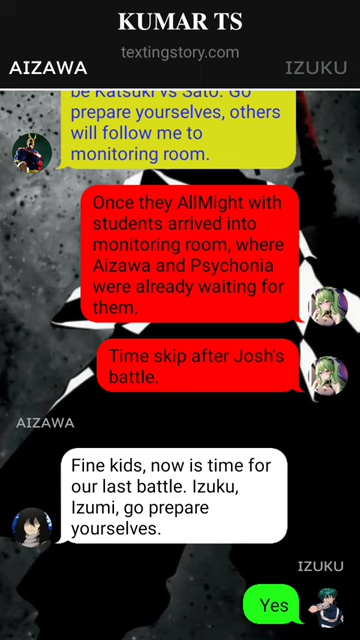 KUMAR TS
textingstory.com
AIZAWA
IZUKU
be Katsuki vs Sato. Go
prepare yourselves, others
will follow me to
monitoring room.
Once they AllMight with
students arrived into
monitoring room, where
Aizawa and Psychonia
were already waiting for
them.
Time skip after Josh's
battle.
AIZAWA
Fine kids, now is time for
our last battle. Izuku,
Izumi, go prepare
yourselves.
IZUKU
Yes